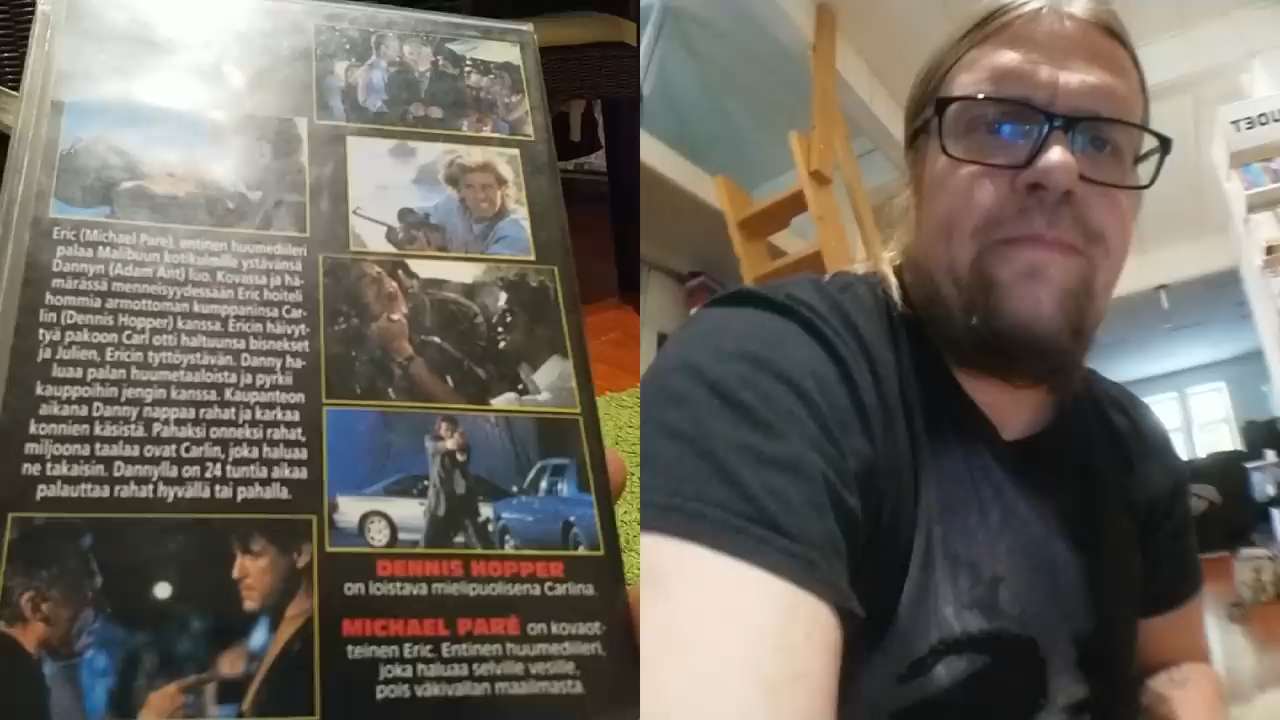 Eric (Michael Pare), entinen huumediileri
palaa Malibuun kotikulmille ystävänsä
Dannyn (Adam Ant) luo. Kovassa ja hä-
märässä menneisyydessään Eric hoiteli
hommia armottoman kumppaninsa Car-
lin (Dennis Hopper) kanssa. Ericin häivyt-
tyä pakoon Carl otti haltuunsa bisnekset
ja Julien, Ericin tyttöystävän. Danny ha-
luaa palan huumetaaloista ja pyrkii
kauppoihin jengin kanssa. Kaupanteon
aikana Danny nappaa rahat ja karkaa
konnien käsistä. Pahaksi onneksi rahat,
miljoona taalaa ovat Carlin, joka haluaa
ne takaisin. Dannylla on 24 tuntia aikaa
palauttaa rahat hyvällä tai pahalla.
DENNIS HOPPER
on loistava mielipuolisena Carlina.
MICHAEL PARÉ on kovaot-
teinen Eric. Entinen huumediileri,
joka haluaa selville vesille,
pois väkivallan maailmasta.